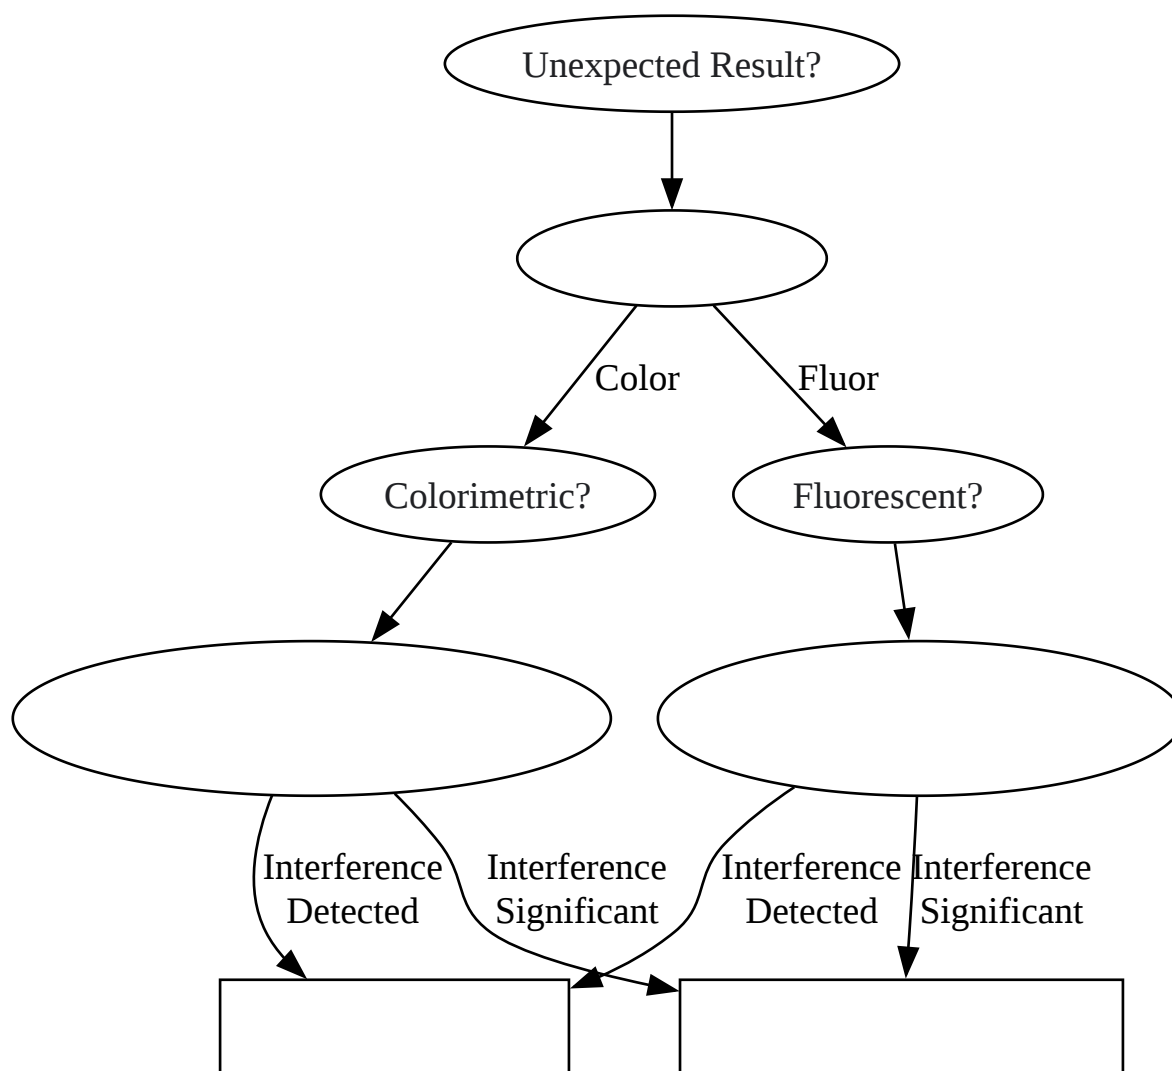 Unexpected Result?
Color
Fluor
Colorimetric?
Fluorescent?
Interference
Detected
Interference
Significant
Interference
Detected
Interference
Significant